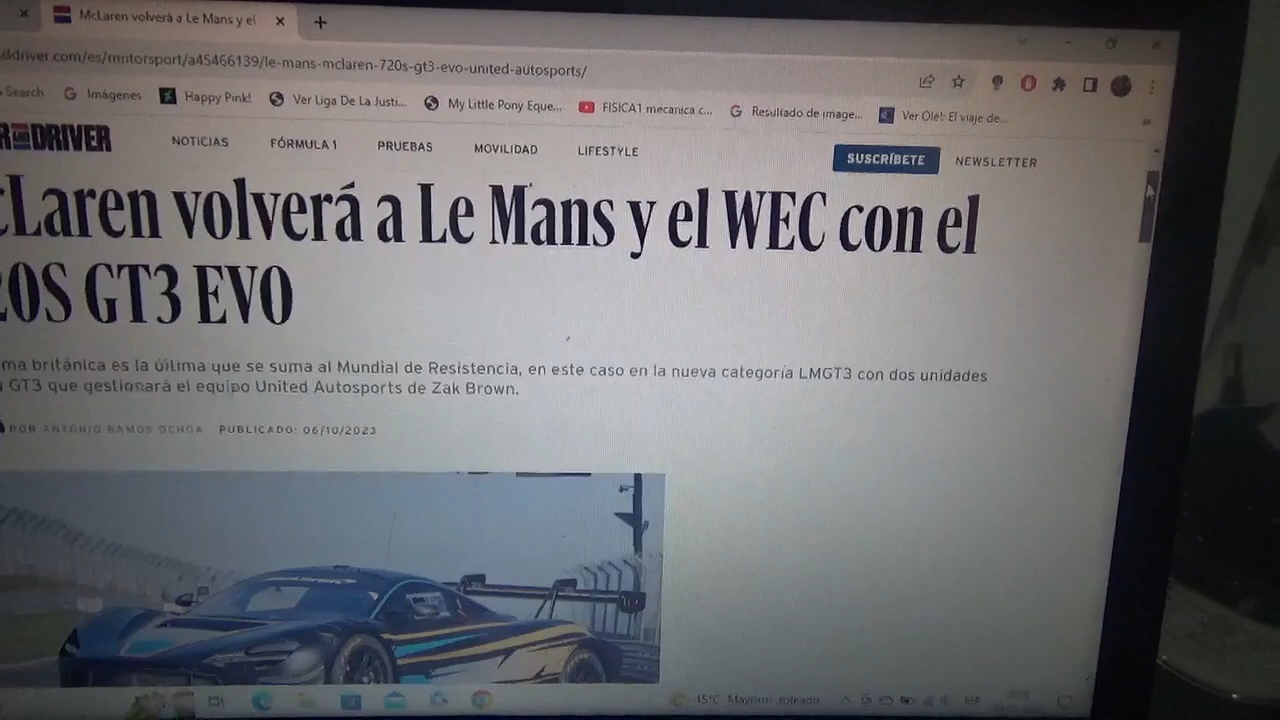 McLaren volverá a Le Mans y el
ddriver.com/es/motorsport/a45466139/le-mans-mclaren-720s-gt3-evo-united-autosports/
Search Imágenes Happy Pink! Ver Liga De La Justi... My Little Pony Eque... FISICA1 mecanica c... Resultado de image... Ver Olé!: El viaje de...
R AND DRIVER NOTICIAS FÓRMULA 1 PRUEBAS MOVILIDAD LIFESTYLE SUSCRÍBETE NEWSLETTER
cLaren volverá a Le Mans y el WEC con el
20S GT3 EVO
ma británica es la última que se suma al Mundial de Resistencia, en este caso en la nueva categoría LMGT3 con dos unidades
GT3 que gestionará el equipo United Autosports de Zak Brown.
POR ANTONIO RAMOS OCHOA PUBLICADO: 06/10/2023
McLaren
15°C Mayorm. soleado ESP